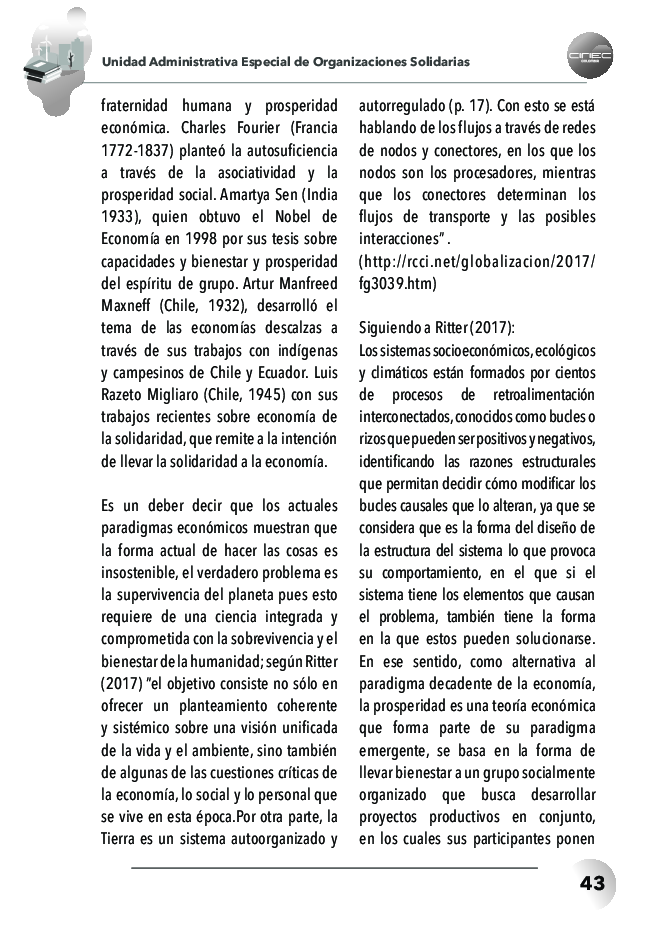 Unidad Administrativa Especial de Organizaciones Solidarias
CINEC
COLOMBIA
fraternidad humana y prosperidad
económica. Charles Fourier (Francia
1772-1837) planteó la autosuficiencia
a través de la asociatividad y la
prosperidad social. Amartya Sen (India
1933), quien obtuvo el Nobel de
Economía en 1998 por sus tesis sobre
capacidades y bienestar y prosperidad
del espíritu de grupo. Artur Manfreed
Maxneff (Chile, 1932), desarrolló el
tema de las economías descalzas a
través de sus trabajos con indígenas
y campesinos de Chile y Ecuador. Luis
Razeto Migliaro (Chile, 1945) con sus
trabajos recientes sobre economía de
la solidaridad, que remite a la intención
de llevar la solidaridad a la economía.
Es un deber decir que los actuales
paradigmas económicos muestran que
la forma actual de hacer las cosas es
insostenible, el verdadero problema es
la supervivencia del planeta pues esto
requiere de una ciencia integrada y
comprometida con la sobrevivencia y el
bienestar de la humanidad; según Ritter
(2017) "el objetivo consiste no sólo en
ofrecer un planteamiento coherente
y sistémico sobre una visión unificada
de la vida y el ambiente, sino también
de algunas de las cuestiones críticas de
la economía, lo social y lo personal que
se vive en esta época.Por otra parte, la
Tierra es un sistema autoorganizado y
autorregulado (p. 17). Con esto se está
hablando de los flujos a través de redes
de nodos y conectores, en los que los
nodos son los procesadores, mientras
que los conectores determinan los
flujos de transporte y las posibles
interacciones" .
(http://rcci.net/globalizacion/2017/
fg3039.htm)
Siguiendo a Ritter (2017):
Los sistemas socioeconómicos, ecológicos
y climáticos están formados por cientos
de procesos de retroalimentación
interconectados, conocidos como bucles o
rizos que pueden ser positivos y negativos,
identificando las razones estructurales
que permitan decidir cómo modificar los
bucles causales que lo alteran, ya que se
considera que es la forma del diseño de
la estructura del sistema lo que provoca
su comportamiento, en el que si el
sistema tiene los elementos que causan
el problema, también tiene la forma
en la que estos pueden solucionarse.
En ese sentido, como alternativa al
paradigma decadente de la economía,
la prosperidad es una teoría económica
que forma parte de su paradigma
emergente, se basa en la forma de
llevar bienestar a un grupo socialmente
organizado que busca desarrollar
proyectos productivos en conjunto,
en los cuales sus participantes ponen
43